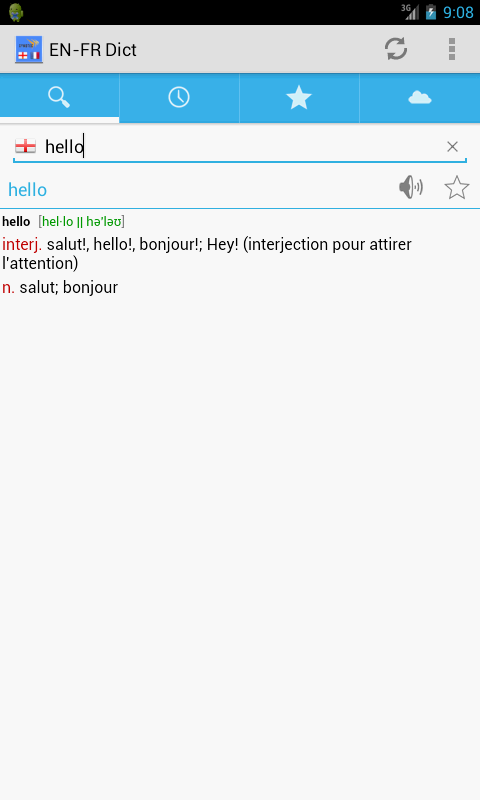 3G 9:08
EN-FR Dict
hello
hello
hello [hel·lo || hə'ləʊ]
interj. salut!, hello!, bonjour!; Hey! (interjection pour attirer
l'attention)
n. salut; bonjour